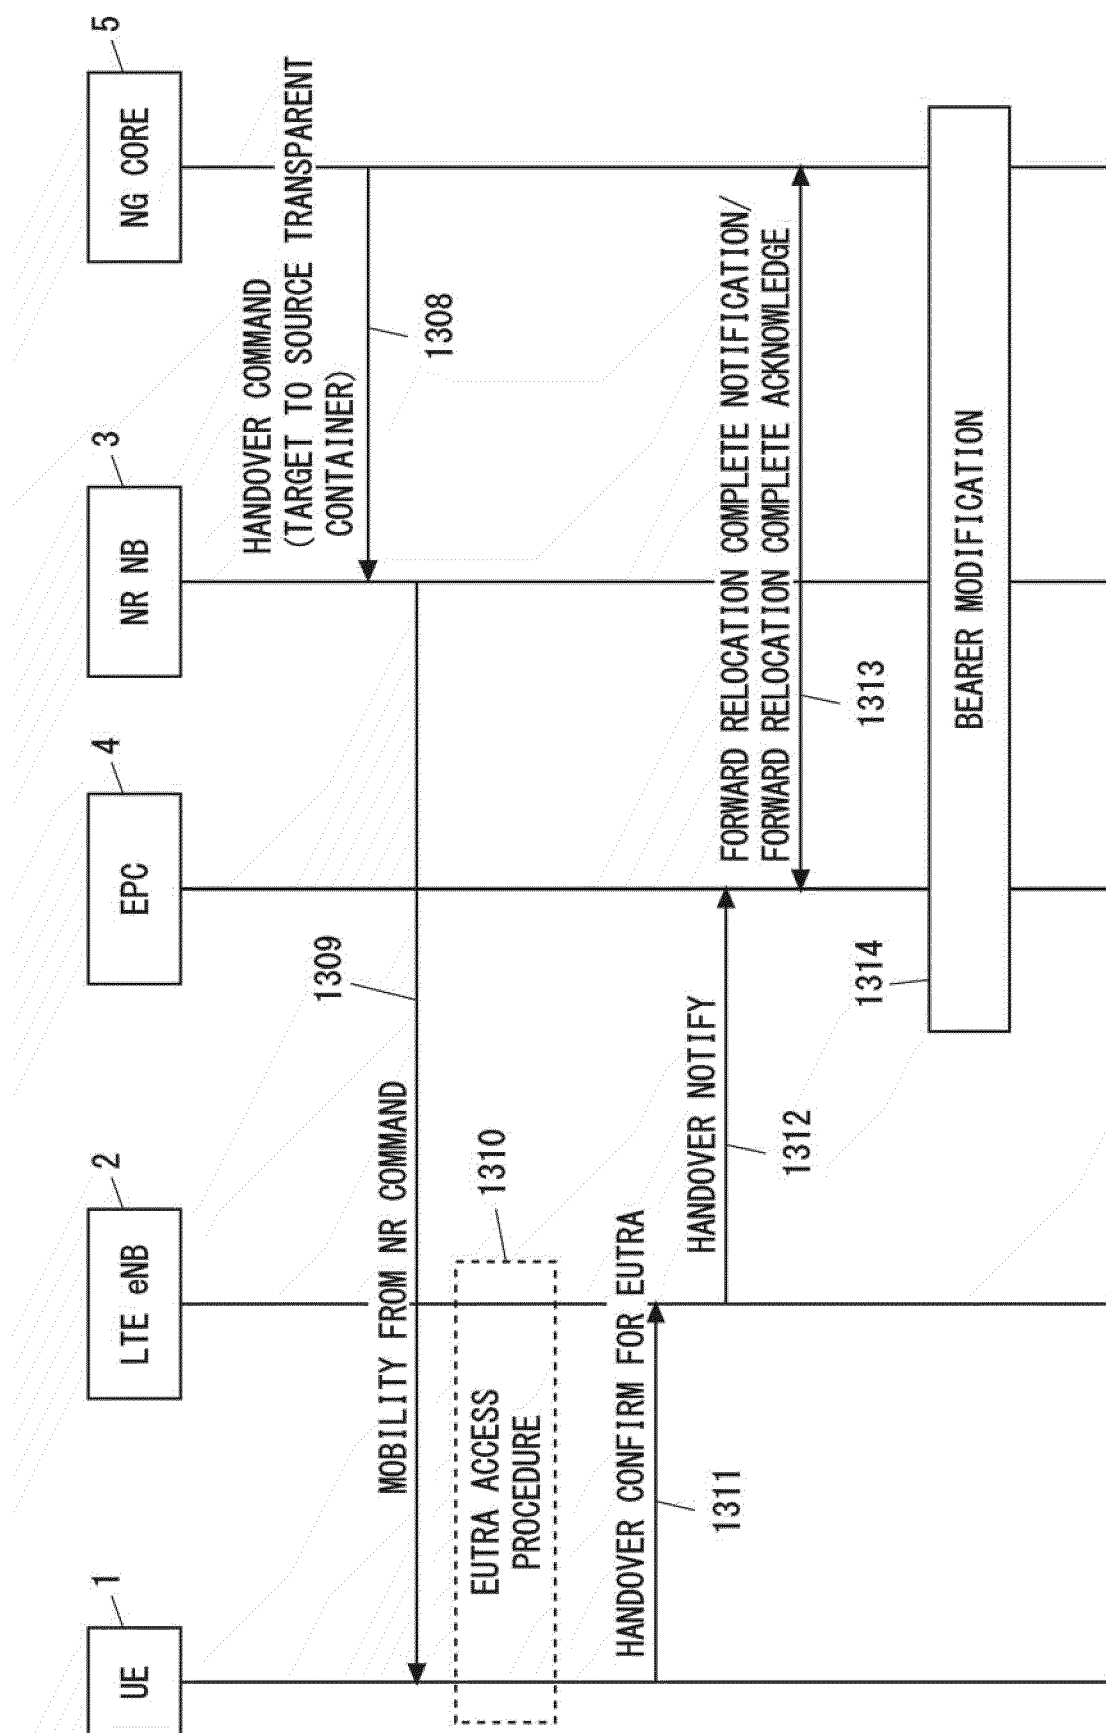 UE
1
LTE eNB
2
EPC
4
NR NB
3
NG CORE
5
HANDOVER COMMAND
(TARGET TO SOURCE TRANSPARENT
CONTAINER)
1308
1309
MOBILITY FROM NR COMMAND
1310
EUTRA ACCESS
PROCEDURE
HANDOVER CONFIRM FOR EUTRA
1311
HANDOVER NOTIFY
1312
FORWARD RELOCATION COMPLETE NOTIFICATION/
FORWARD RELOCATION COMPLETE ACKNOWLEDGE
1313
1314
BEARER MODIFICATION